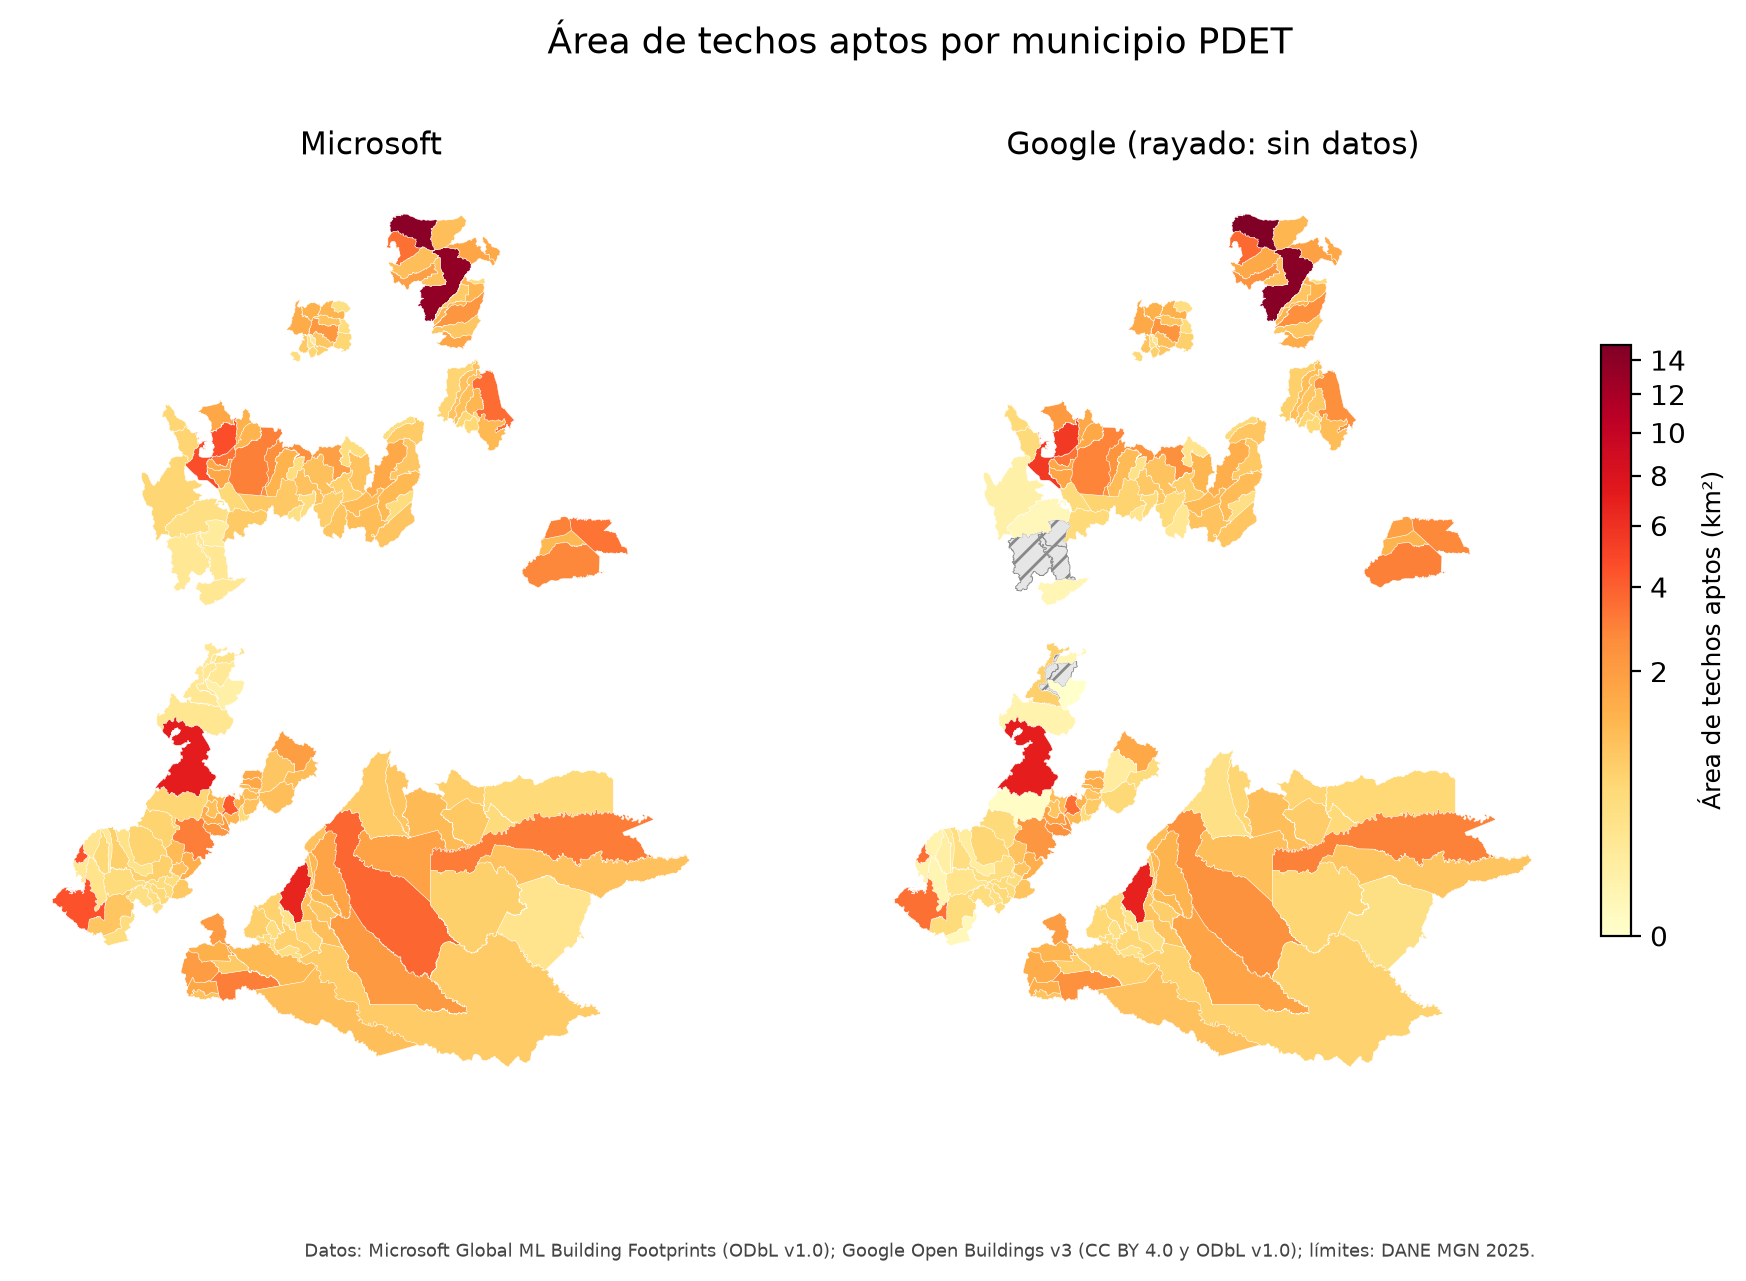 Área de techos aptos por municipio PDET
Microsoft
Google (rayado: sin datos)
14
12
10
8
6
4
2
0
Área de techos aptos (km²)
Datos: Microsoft Global ML Building Footprints (ODbL v1.0); Google Open Buildings v3 (CC BY 4.0 y ODbL v1.0); límites: DANE MGN 2025.